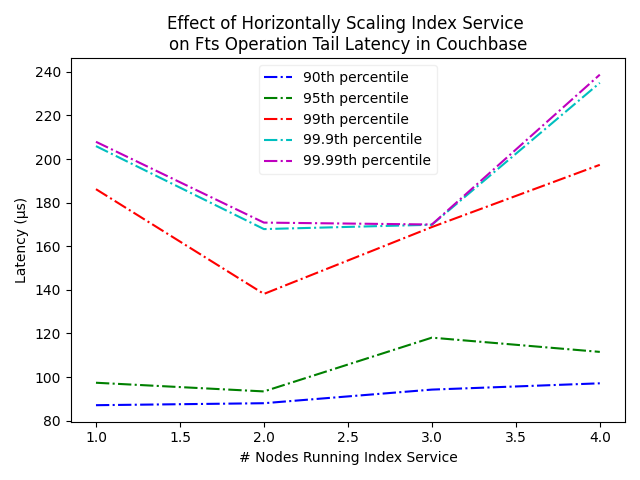 Effect of Horizontally Scaling Index Service
on Fts Operation Tail Latency in Couchbase
90th percentile
95th percentile
99th percentile
99.9th percentile
99.99th percentile
Latency (μs)
240
220
200
180
160
140
120
100
80
1.0 1.5 2.0 2.5 3.0 3.5 4.0
# Nodes Running Index Service